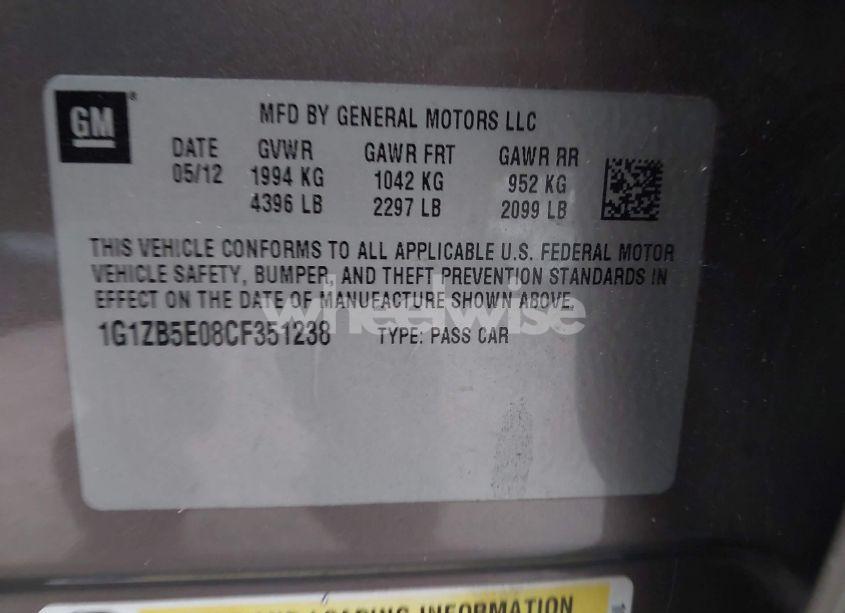 GM ®
MFD BY GENERAL MOTORS LLC
DATE GVWR GAWR FRT GAWR RR
05/12 1994 KG 1042 KG 952 KG
4396 LB 2297 LB 2099 LB
THIS VEHICLE CONFORMS TO ALL APPLICABLE U.S. FEDERAL MOTOR
VEHICLE SAFETY, BUMPER, AND THEFT PREVENTION STANDARDS IN
EFFECT ON THE DATE OF MANUFACTURE SHOWN ABOVE.
wheelwise
1G1ZB5E08CF351238 TYPE: PASS CAR
LOADING INFORMATION